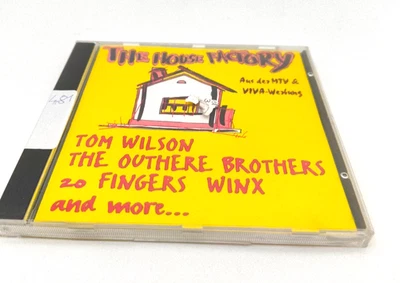 THE HOUSE FACTORY
Aus der MTV &
VIVA-Werbung
TOM WILSON
THE OUTHERE BROTHERS
20 FINGERS WINX
and more...